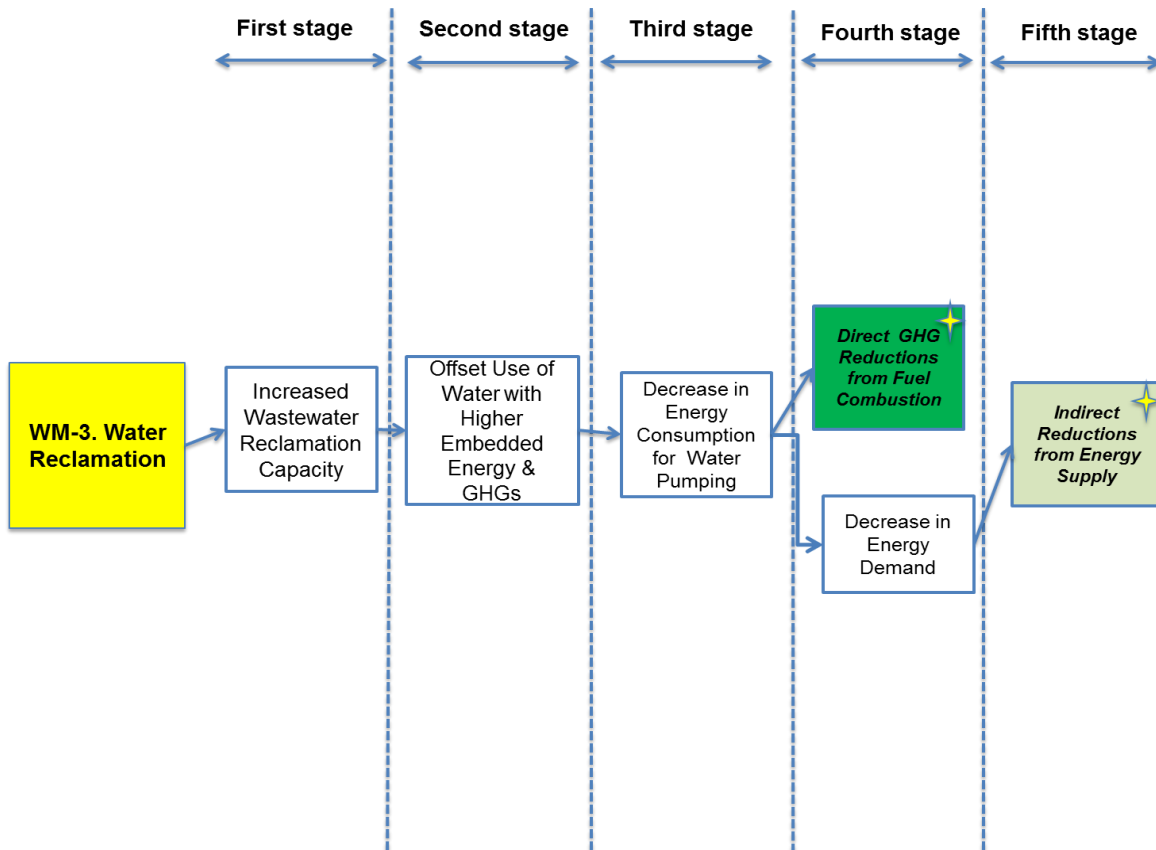 First stage
Second stage
Third stage
Fourth stage
Fifth stage
WM-3. Water
Reclamation
Increased
Wastewater
Reclamation
Capacity
Offset Use of
Water with
Higher
Embedded
Energy &
GHGs
Decrease in
Energy
Consumption
for Water
Pumping
Direct GHG
Reductions
from Fuel
Combustion
Decrease in
Energy
Demand
Indirect
Reductions
from Energy
Supply